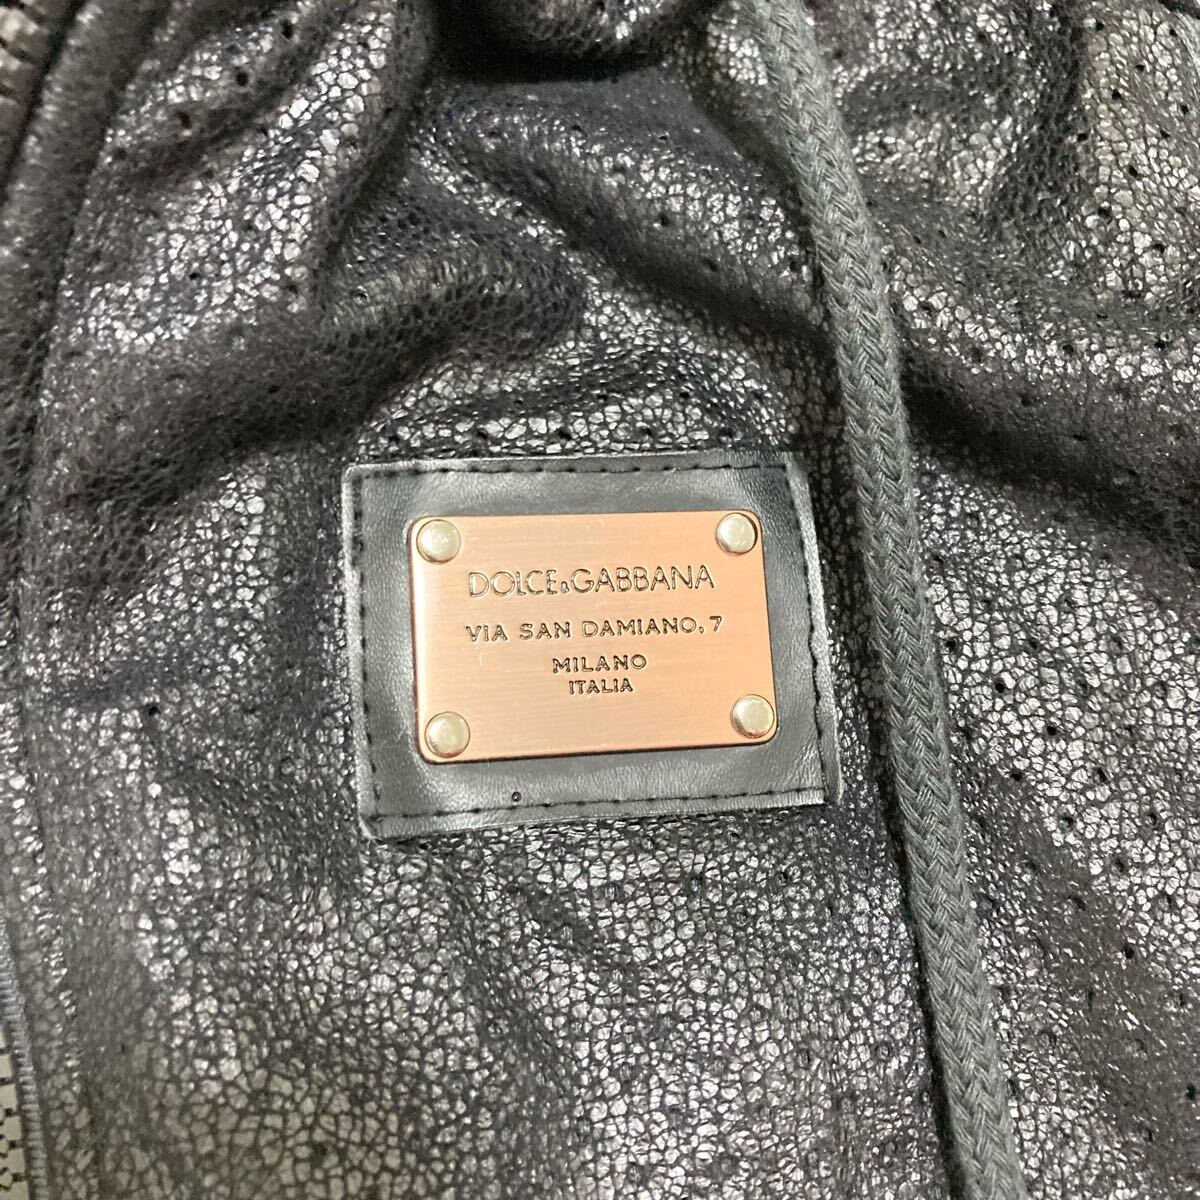 DOLCE&GABBANA
VIA SAN DAMIANO, 7
MILANO
ITALIA